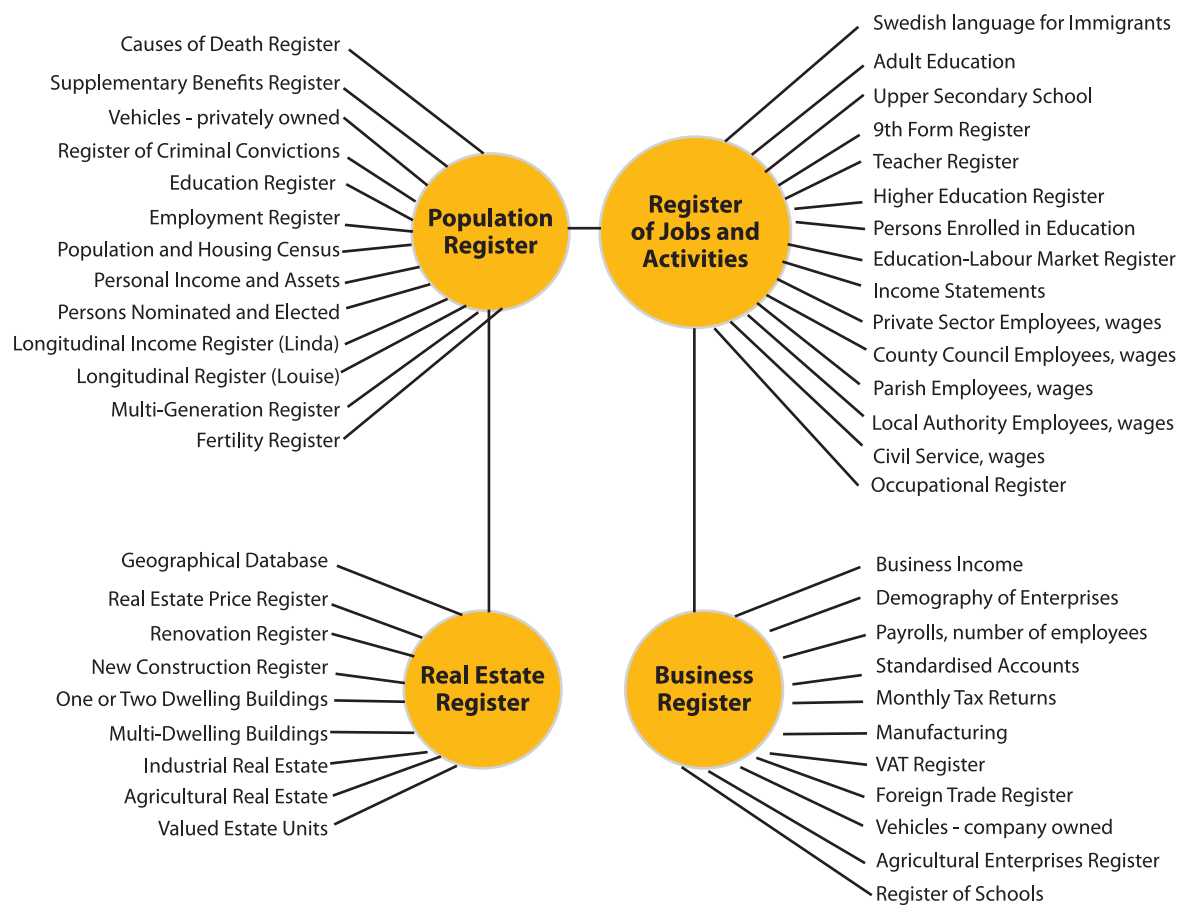 Causes of Death Register
Supplementary Benefits Register
Vehicles - privately owned
Register of Criminal Convictions
Education Register
Employment Register
Population and Housing Census
Personal Income and Assets
Persons Nominated and Elected
Longitudinal Income Register (Linda)
Longitudinal Register (Louise)
Multi-Generation Register
Fertility Register
Population
Register
Register
of Jobs and
Activities
Swedish language for Immigrants
Adult Education
Upper Secondary School
9th Form Register
Teacher Register
Higher Education Register
Persons Enrolled in Education
Education-Labour Market Register
Income Statements
Private Sector Employees, wages
County Council Employees, wages
Parish Employees, wages
Local Authority Employees, wages
Civil Service, wages
Occupational Register
Geographical Database
Real Estate Price Register
Renovation Register
New Construction Register
One or Two Dwelling Buildings
Multi-Dwelling Buildings
Industrial Real Estate
Agricultural Real Estate
Valued Estate Units
Real Estate
Register
Business
Register
Business Income
Demography of Enterprises
Payrolls, number of employees
Standardised Accounts
Monthly Tax Returns
Manufacturing
VAT Register
Foreign Trade Register
Vehicles - company owned
Agricultural Enterprises Register
Register of Schools